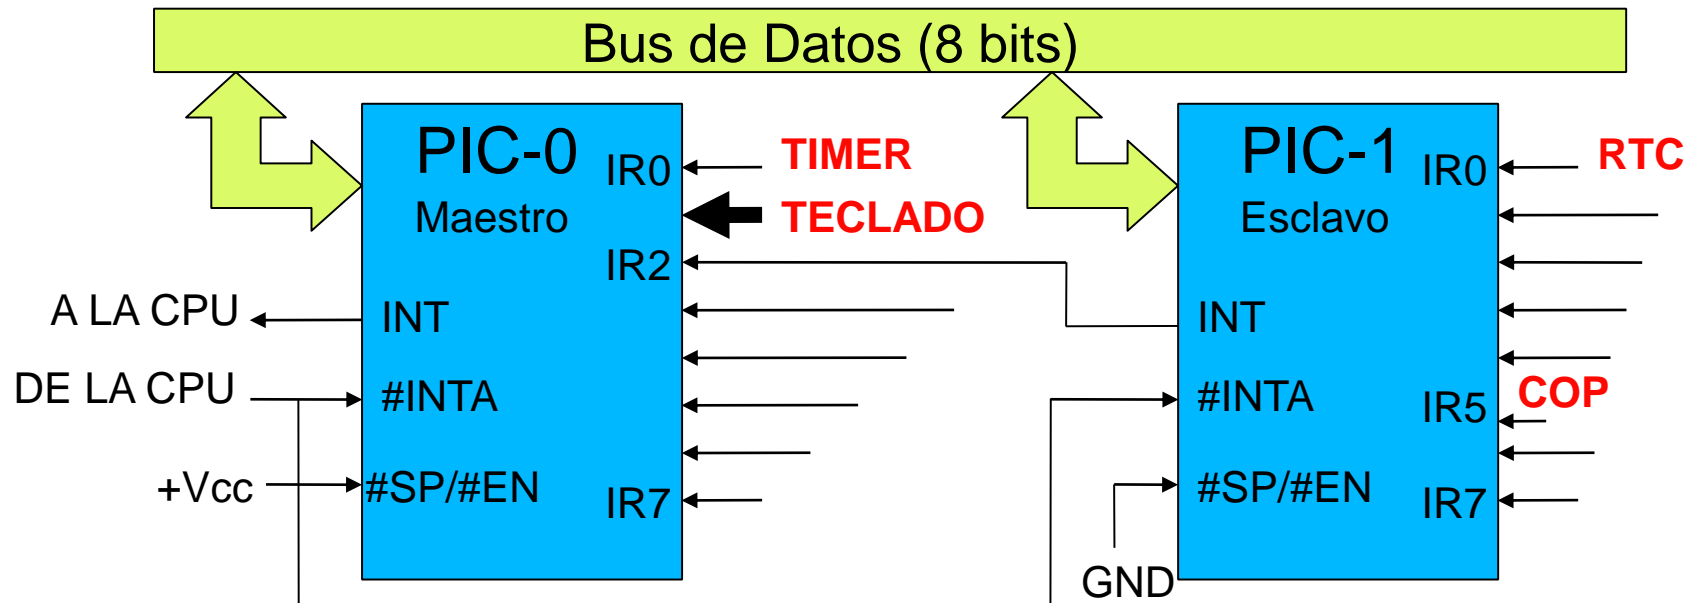 Bus de Datos (8 bits)
PIC-0
Maestro
IR0
TIMER
TECLADO
IR2
A LA CPU
INT
DE LA CPU
#INTA
+Vcc
#SP/#EN
IR7
PIC-1
Esclavo
IR0
RTC
INT
#INTA
IR5
COP
#SP/#EN
IR7
GND